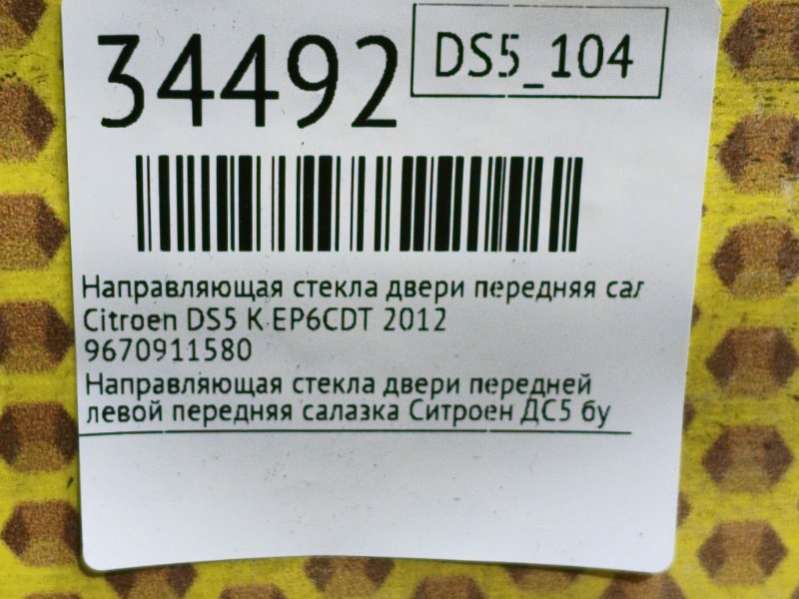 34492
DS5_104
Направляющая стекла двери передняя сал
Citroen DS5 K EP6CDT 2012
9670911580
Направляющая стекла двери передней
левой передняя салазка Ситроен ДС5 бу